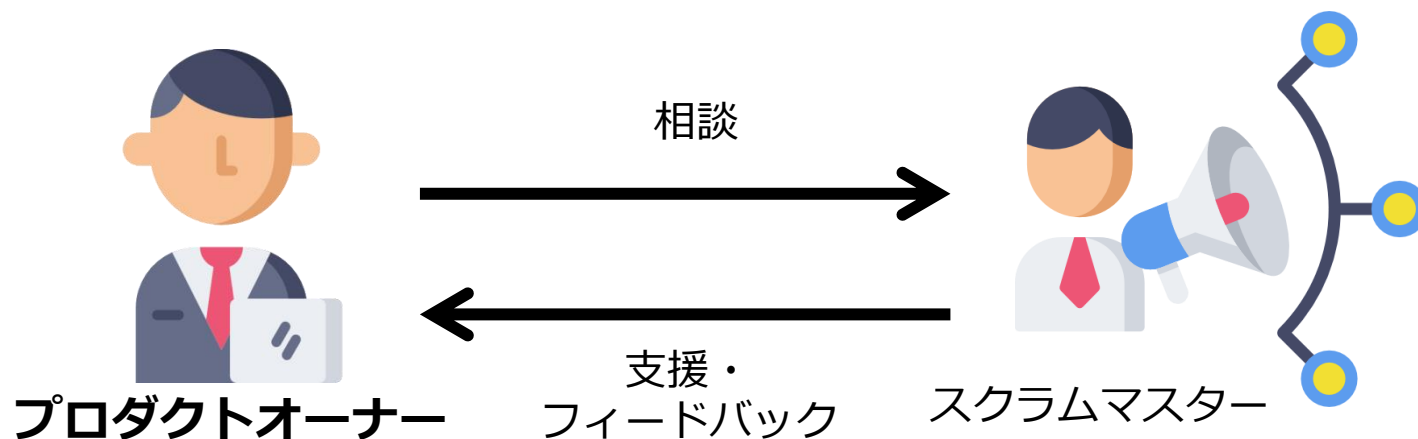 相談
支援・
フィードバック
プロダクトオーナー
スクラムマスター